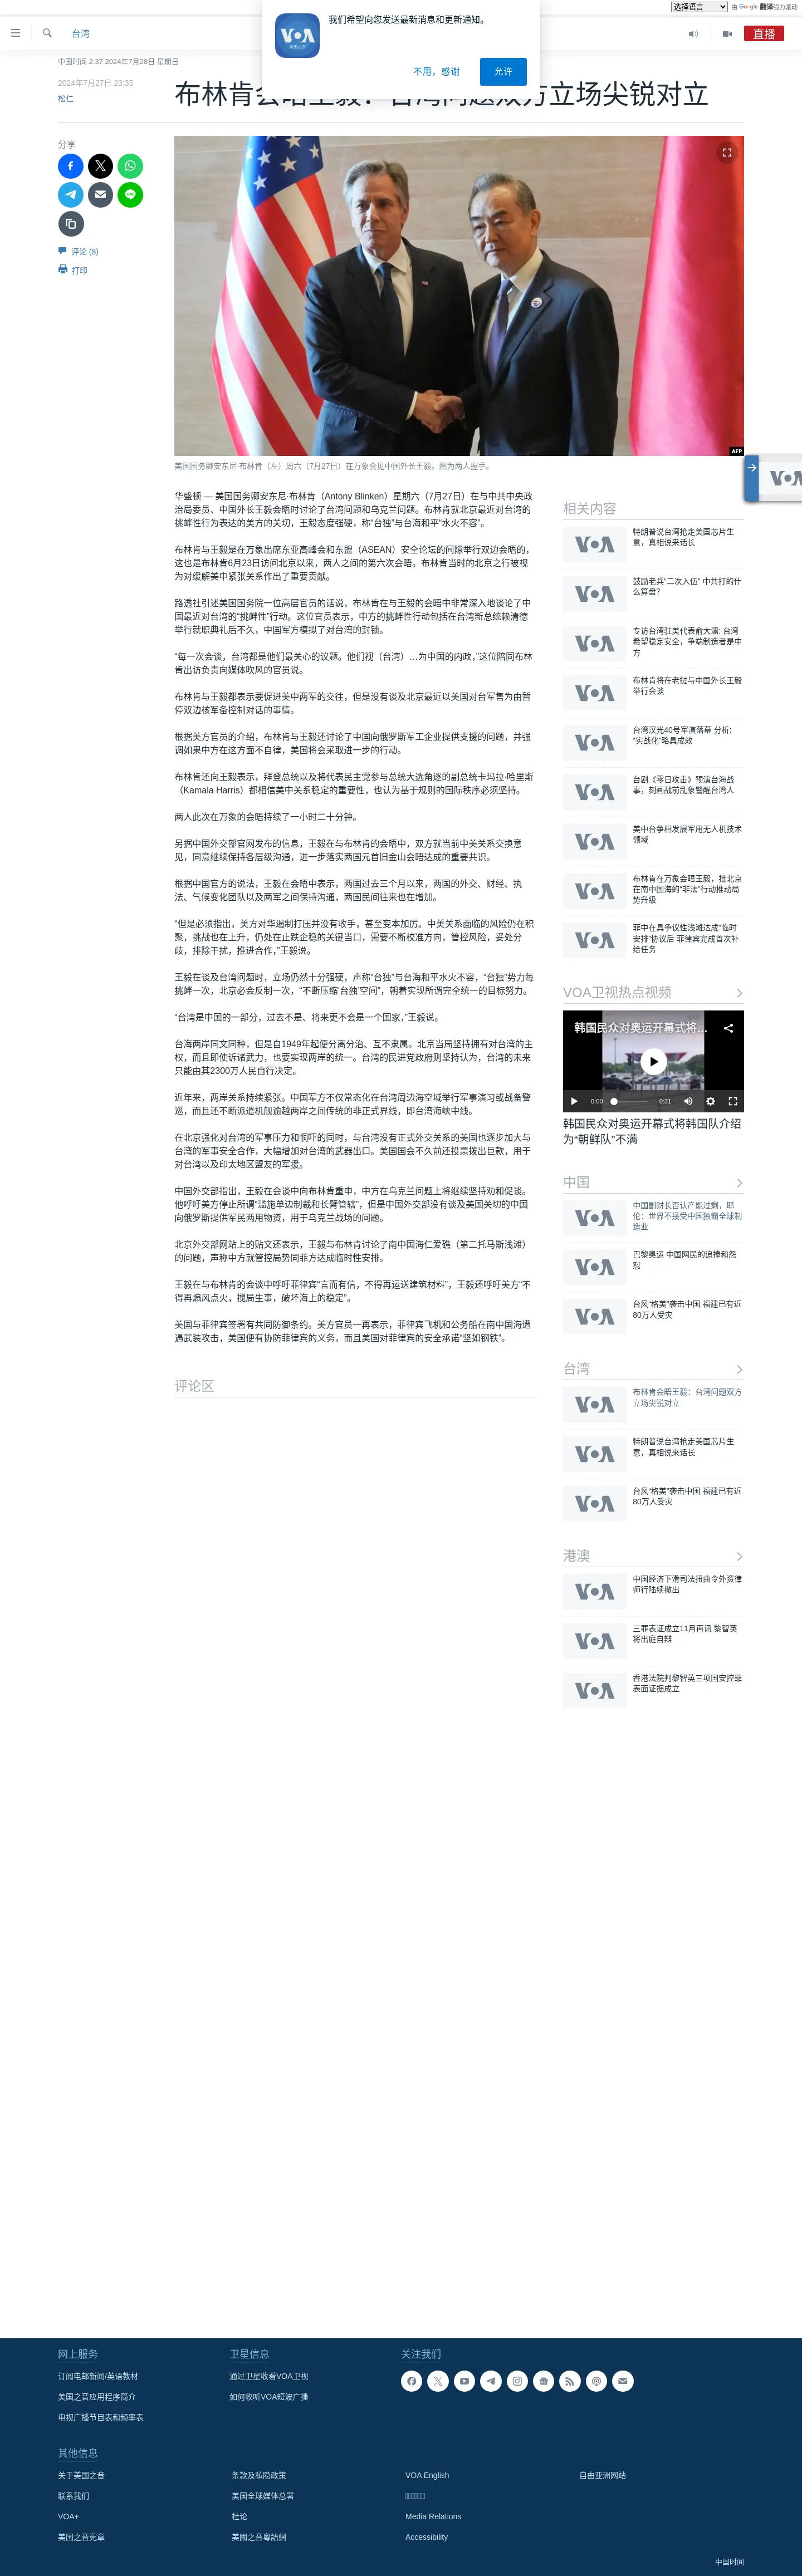 选择语言 由 Google 翻译强力驱动
我们希望向您发送最新消息和更新通知。
VOA
美国之音
不用，感谢
允许
台湾
直播
中国时间 2:37 2024年7月28日 星期日
2024年7月27日 23:35
松仁
布林肯会晤王毅：台湾问题双方立场尖锐对立
分享
评论 (8)
打印
AFP
美国国务卿安东尼·布林肯（左）周六（7月27日）在万象会见中国外长王毅。图为两人握手。
华盛顿 — 美国国务卿安东尼·布林肯（Antony Blinken）星期六（7月27日）在与中共中央政
治局委员、中国外长王毅会晤时讨论了台湾问题和乌克兰问题。布林肯就北京最近对台湾的
挑衅性行为表达的美方的关切，王毅态度强硬，称“台独”与台海和平“水火不容”。
布林肯与王毅是在万象出席东亚高峰会和东盟（ASEAN）安全论坛的间隙举行双边会晤的，
这也是布林肯6月23日访问北京以来，两人之间的第六次会晤。布林肯当时的北京之行被视
为对缓解美中紧张关系作出了重要贡献。
路透社引述美国国务院一位高层官员的话说，布林肯在与王毅的会晤中非常深入地谈论了中
国最近对台湾的“挑衅性”行动。这位官员表示，中方的挑衅性行动包括在台湾新总统赖清德
举行就职典礼后不久，中国军方模拟了对台湾的封锁。
“每一次会谈，台湾都是他们最关心的议题。他们视（台湾）…为中国的内政，”这位陪同布林
肯出访负责向媒体吹风的官员说。
布林肯与王毅都表示要促进美中两军的交往，但是没有谈及北京最近以美国对台军售为由暂
停双边核军备控制对话的事情。
根据美方官员的介绍，布林肯与王毅还讨论了中国向俄罗斯军工企业提供支援的问题，并强
调如果中方在这方面不自律，美国将会采取进一步的行动。
布林肯还向王毅表示，拜登总统以及将代表民主党参与总统大选角逐的副总统卡玛拉·哈里斯
（Kamala Harris）都相信美中关系稳定的重要性，也认为基于规则的国际秩序必须坚持。
两人此次在万象的会晤持续了一小时二十分钟。
另据中国外交部官网发布的信息，王毅在与布林肯的会晤中，双方就当前中美关系交换意
见，同意继续保持各层级沟通，进一步落实两国元首旧金山会晤达成的重要共识。
根据中国官方的说法，王毅在会晤中表示，两国过去三个月以来，两国的外交、财经、执
法、气候变化团队以及两军之间保持沟通，两国民间往来也在增加。
“但是必须指出，美方对华遏制打压并没有收手，甚至变本加厉。中美关系面临的风险仍在积
聚，挑战也在上升，仍处在止跌企稳的关键当口，需要不断校准方向，管控风险，妥处分
歧，排除干扰，推进合作，”王毅说。
王毅在谈及台湾问题时，立场仍然十分强硬，声称“台独”与台海和平水火不容，“台独”势力每
挑衅一次，北京必会反制一次，“不断压缩‘台独’空间”，朝着实现所谓完全统一的目标努力。
“台湾是中国的一部分，过去不是、将来更不会是一个国家，”王毅说。
台海两岸同文同种，但是自1949年起便分离分治、互不隶属。北京当局坚持拥有对台湾的主
权，而且即使诉诸武力，也要实现两岸的统一。台湾的民进党政府则坚持认为，台湾的未来
只能由其2300万人民自行决定。
近年来，两岸关系持续紧张。中国军方不仅常态化在台湾周边海空域举行军事演习或战备警
巡，而且还不断派遣机舰逾越两岸之间传统的非正式界线，即台湾海峡中线。
在北京强化对台湾的军事压力和恫吓的同时，与台湾没有正式外交关系的美国也逐步加大与
台湾的军事安全合作，大幅增加对台湾的武器出口。美国国会不久前还投票拨出巨款，用于
对台湾以及印太地区盟友的军援。
中国外交部指出，王毅在会谈中向布林肯重申，中方在乌克兰问题上将继续坚持劝和促谈。
他呼吁美方停止所谓“滥施单边制裁和长臂管辖”，但是中国外交部没有谈及美国关切的中国
向俄罗斯提供军民两用物资，用于乌克兰战场的问题。
北京外交部网站上的贴文还表示，王毅与布林肯讨论了南中国海仁爱礁（第二托马斯浅滩）
的问题，声称中方就管控局势同菲方达成临时性安排。
王毅在与布林肯的会谈中呼吁菲律宾“言而有信，不得再运送建筑材料”，王毅还呼吁美方“不
得再煽风点火，搅局生事，破坏海上的稳定”。
美国与菲律宾签署有共同防御条约。美方官员一再表示，菲律宾飞机和公务船在南中国海遭
遇武装攻击，美国便有协防菲律宾的义务，而且美国对菲律宾的安全承诺“坚如钢铁”。
评论区
相关内容
特朗普说台湾抢走美国芯片生
意，真相说来话长
鼓励老兵“二次入伍” 中共打的什
么算盘？
专访台湾驻美代表俞大㵢: 台湾
希望稳定安全，争端制造者是中
方
布林肯将在老挝与中国外长王毅
举行会谈
台湾汉光40号军演落幕 分析:
“实战化”略具成效
台剧《零日攻击》预演台海战
事，刻画战前乱象警醒台湾人
美中台争相发展军用无人机技术
领域
布林肯在万象会晤王毅，批北京
在南中国海的“非法”行动推动局
势升级
菲中在具争议性浅滩达成“临时
安排”协议后 菲律宾完成首次补
给任务
VOA卫视热点视频
韩国民众对奥运开幕式将…
0:00 0:31
韩国民众对奥运开幕式将韩国队介绍
为“朝鲜队”不满
中国
中国副财长否认产能过剩，耶
伦：世界不接受中国独霸全球制
造业
巴黎奥运 中国网民的追捧和怨
怼
台风“格美”袭击中国 福建已有近
80万人受灾
台湾
布林肯会晤王毅：台湾问题双方
立场尖锐对立
特朗普说台湾抢走美国芯片生
意，真相说来话长
台风“格美”袭击中国 福建已有近
80万人受灾
港澳
中国经济下滑司法扭曲令外资律
师行陆续撤出
三罪表证成立11月再讯 黎智英
将出庭自辩
香港法院判黎智英三项国安控罪
表面证据成立
网上服务
订阅电邮新闻/英语教材
美国之音应用程序简介
电视广播节目表和频率表
卫星信息
通过卫星收看VOA卫视
如何收听VOA短波广播
关注我们
其他信息
关于美国之音
联系我们
VOA+
美国之音宪章
条款及私隐政策
美国全球媒体总署
社论
美國之音粵語網
VOA English
Media Relations
Accessibility
自由亚洲网站
中国时间